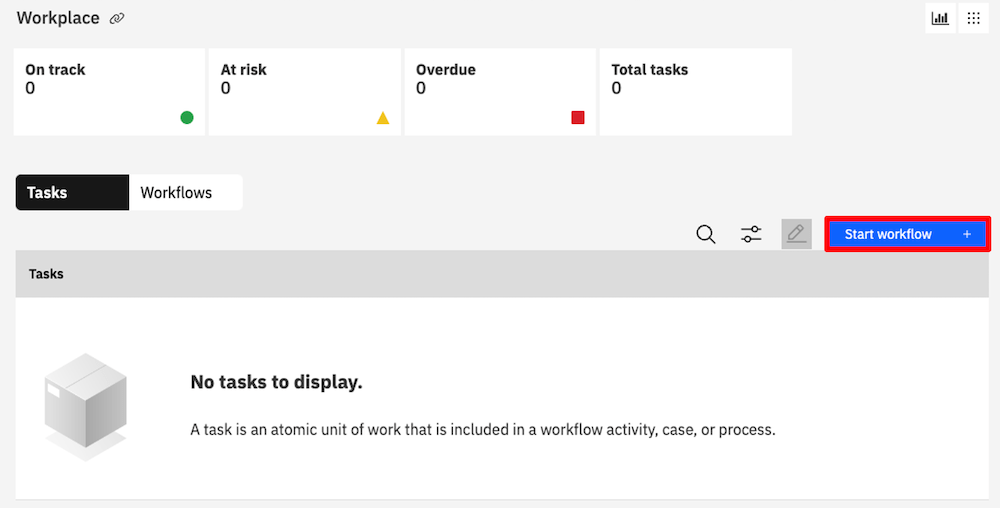 Workplace
On track
0
At risk
0
Overdue
0
Total tasks
0
Tasks
Workflows
Start workflow +
Tasks
No tasks to display.
A task is an atomic unit of work that is included in a workflow activity, case, or process.